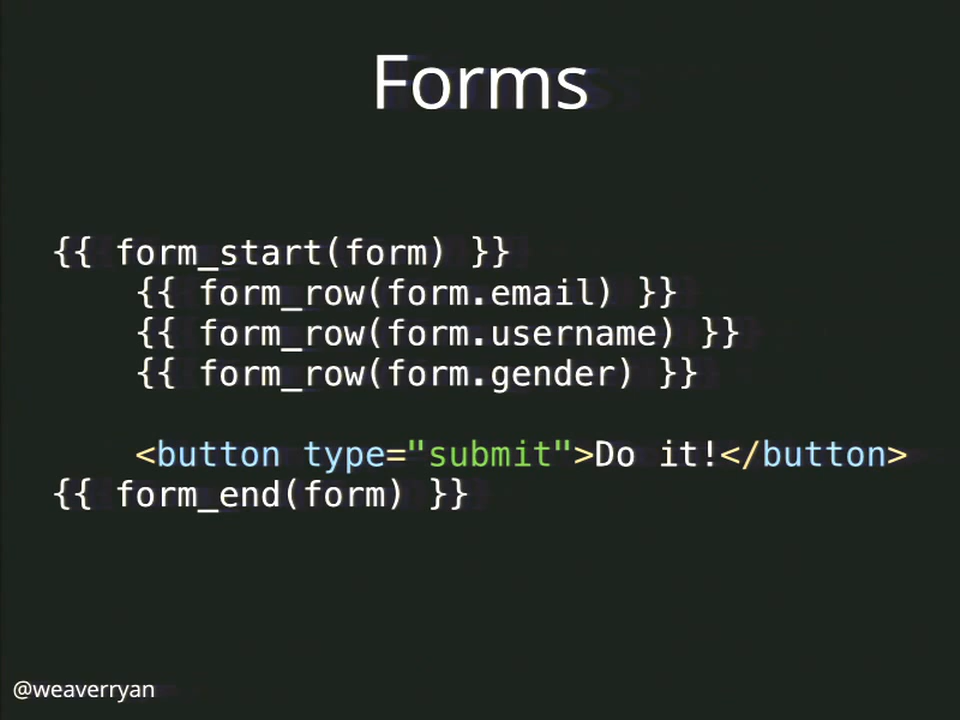 Forms
{{ form_start(form) }}
{{ form_row(form.email) }}
{{ form_row(form.username) }}
{{ form_row(form.gender) }}
<button type="submit">Do it!</button>
{{ form_end(form) }}
@weaverryan